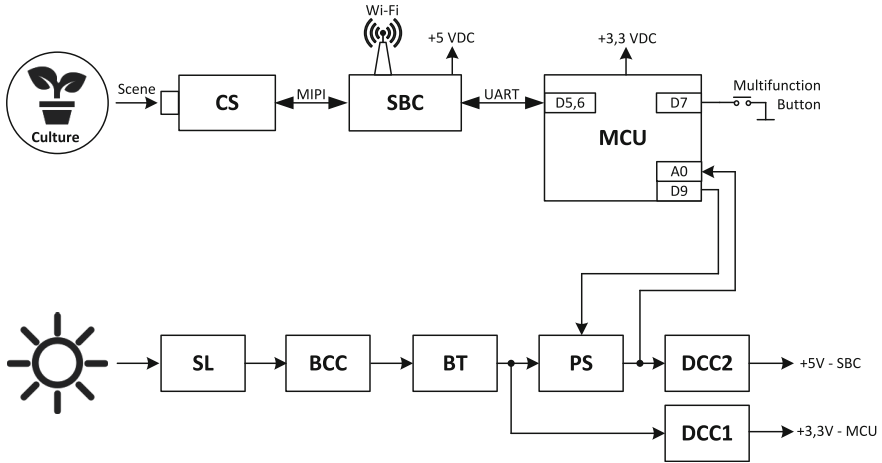 Wi-Fi
+5 VDC
+3,3 VDC
Scene
CS
MIPI
SBC
UART
D5,6
D7
Multifunction
Button
MCU
Culture
A0
D9
SL
BCC
BT
PS
DCC2
+5V - SBC
DCC1
+3,3V - MCU